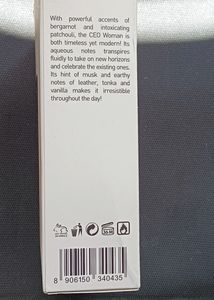 With powerful accents of
bergamot and intoxicating
patchouli, the CEO Woman is
both timeless yet modern! Its
aqueous notes transpires
fluidly to take on new horizons
and celebrate the existing ones.
Its hint of musk and earthy
notes of leather, tonka and
vanilla makes it irresistible
throughout the day!
8 906150 340435